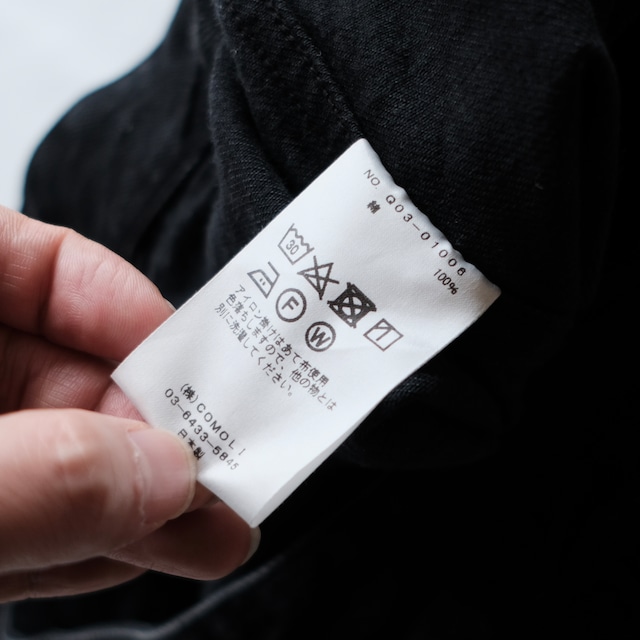 NO Q03-01006
綿 100%
30
F W
アイロン掛けはあて布使用
色落ちしますので、他の物とは
別に洗濯してください。
(株)COMOLI
03-6433-5845
日本製